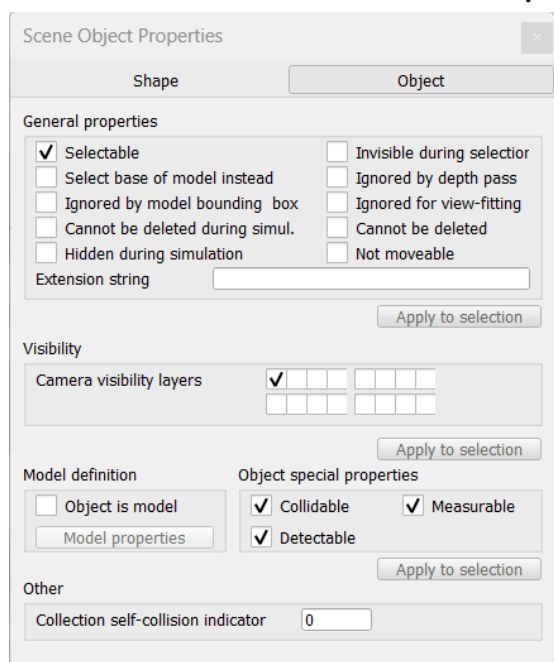 Scene Object Properties
×
Shape Object
General properties
Selectable Invisible during selection
Select base of model instead Ignored by depth pass
Ignored by model bounding box Ignored for view-fitting
Cannot be deleted during simul. Cannot be deleted
Hidden during simulation Not moveable
Extension string
Apply to selection
Visibility
Camera visibility layers
Apply to selection
Model definition Object special properties
Object is model Collidable Measurable
Model properties Detectable
Apply to selection
Other
Collection self-collision indicator 0